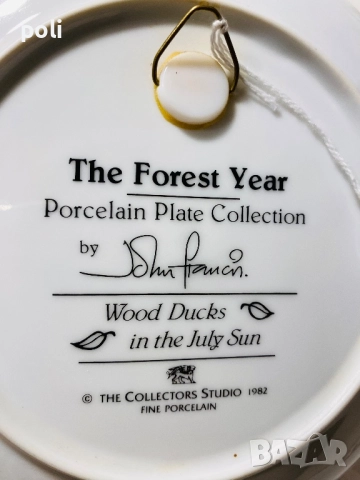 poli
The Forest Year
Porcelain Plate Collection
by John Francis.
Wood Ducks
in the July Sun
© THE COLLECTORS STUDIO 1982
FINE PORCELAIN
BAZAR